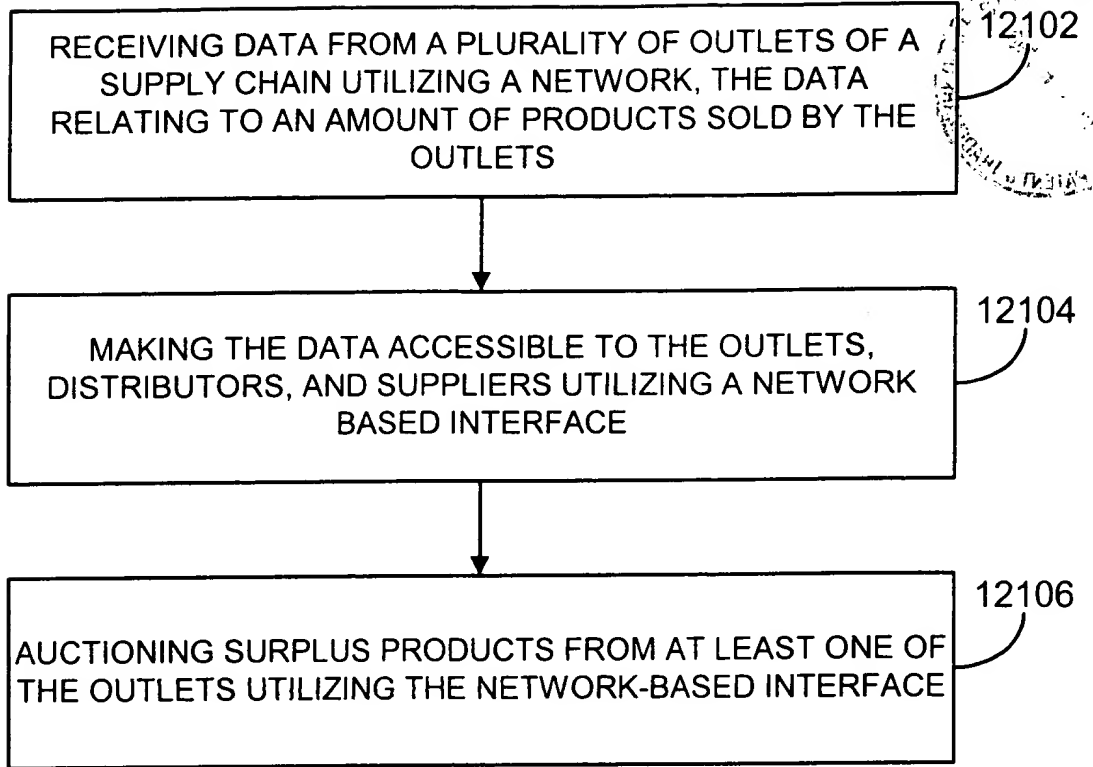 RECEIVING DATA FROM A PLURALITY OF OUTLETS OF A
SUPPLY CHAIN UTILIZING A NETWORK, THE DATA
RELATING TO AN AMOUNT OF PRODUCTS SOLD BY THE
OUTLETS
12102
MAKING THE DATA ACCESSIBLE TO THE OUTLETS,
DISTRIBUTORS, AND SUPPLIERS UTILIZING A NETWORK
BASED INTERFACE
12104
AUCTIONING SURPLUS PRODUCTS FROM AT LEAST ONE OF
THE OUTLETS UTILIZING THE NETWORK-BASED INTERFACE
12106